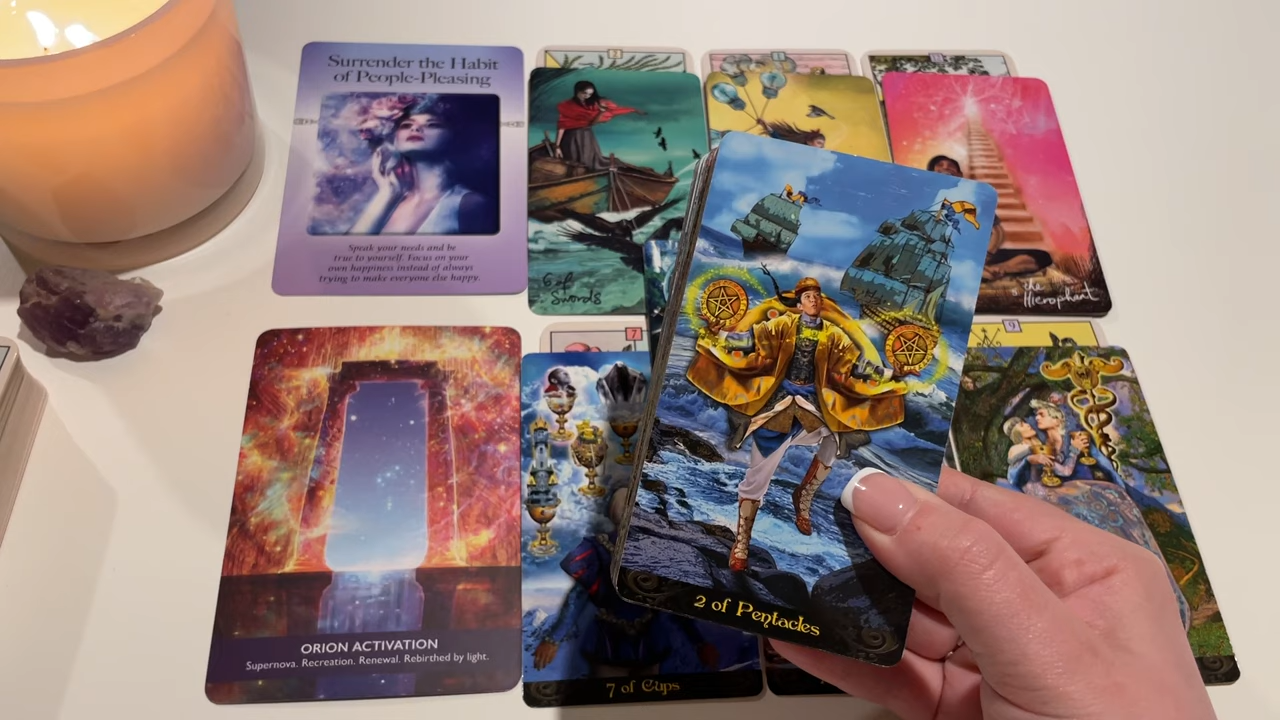 Surrender the Habit
of People-Pleasing
Speak your needs and be
true to yourself. Focus on your
own happiness instead of always
trying to make everyone else happy.
6 of
Swords
the
Hierophant
7
9
2 of Pentacles
ORION ACTIVATION
Supernova. Recreation. Renewal. Rebirthed by light.
7 of Cups